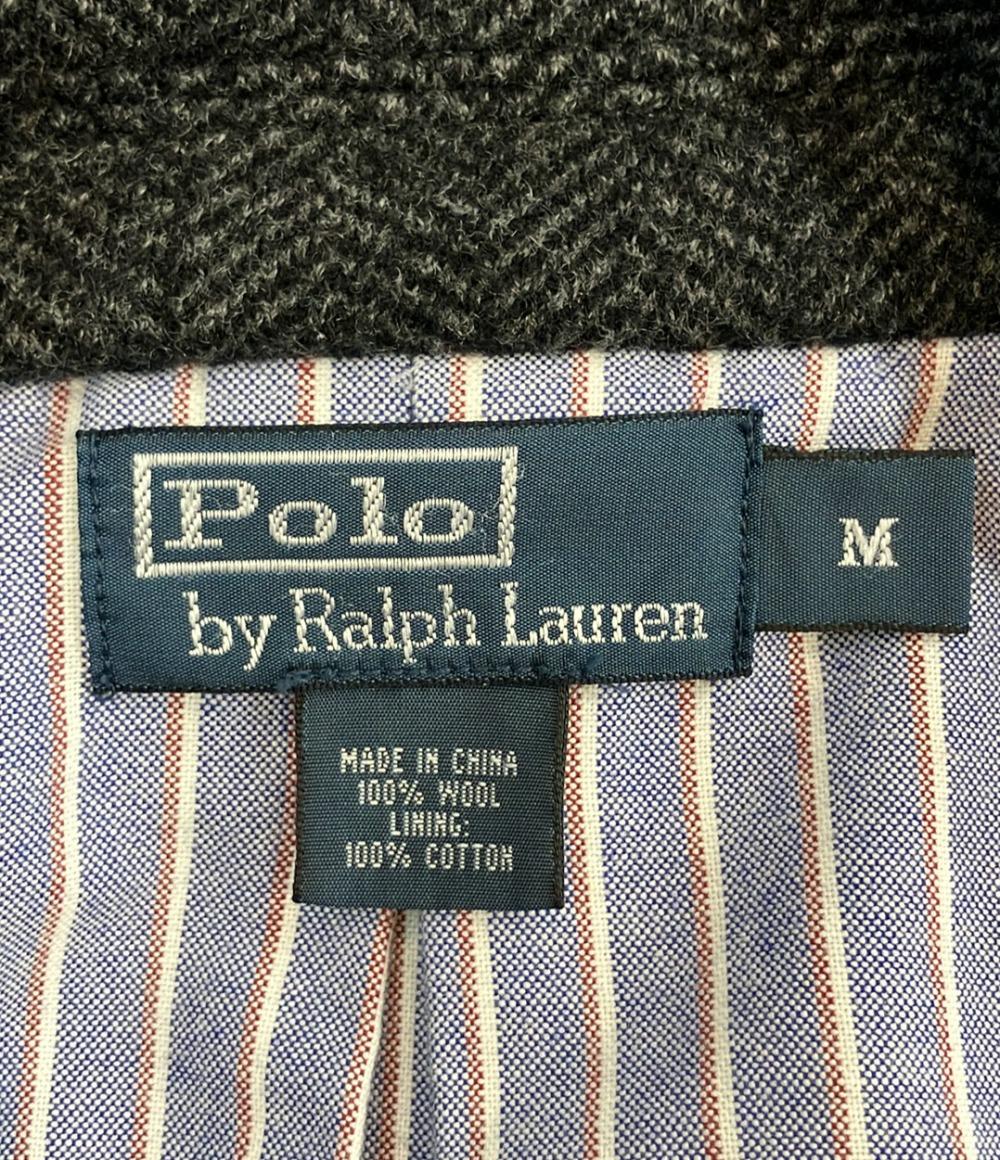 Polo
by Ralph Lauren
M
MADE IN CHINA
100% WOOL
LINING:
100% COTTON